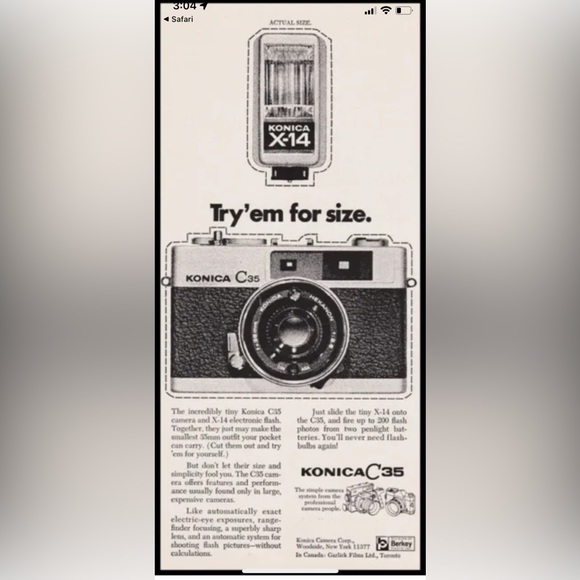 3:04
Safari
ACTUAL SIZE.
KONICA
X-14
Try'em for size.
KONICA C35
KONICA HEXANON
The incredibly tiny Konica C35
camera and X-14 electronic flash.
Together, they just may make the
smallest 35mm outfit your pocket
can carry. (Cut them out and try
'em for yourself.)
But don't let their size and
simplicity fool you. The C35 cam-
era offers features and perform-
ance usually found only in large,
expensive cameras.
Like automatically exact
electric-eye exposures, range-
finder focusing, a superbly sharp
lens, and an automatic system for
shooting flash pictures—without
calculations.
Just slide the tiny X-14 onto
the C35, and fire up to 200 flash
photos from two penlight bat-
teries. You'll never need flash-
bulbs again!
KONICA C35
The simple camera
system from the
professional
camera people.
Konica Camera Corp.,
Woodside, New York 11377
In Canada: Garlick Films Ltd., Toronto
Berkey